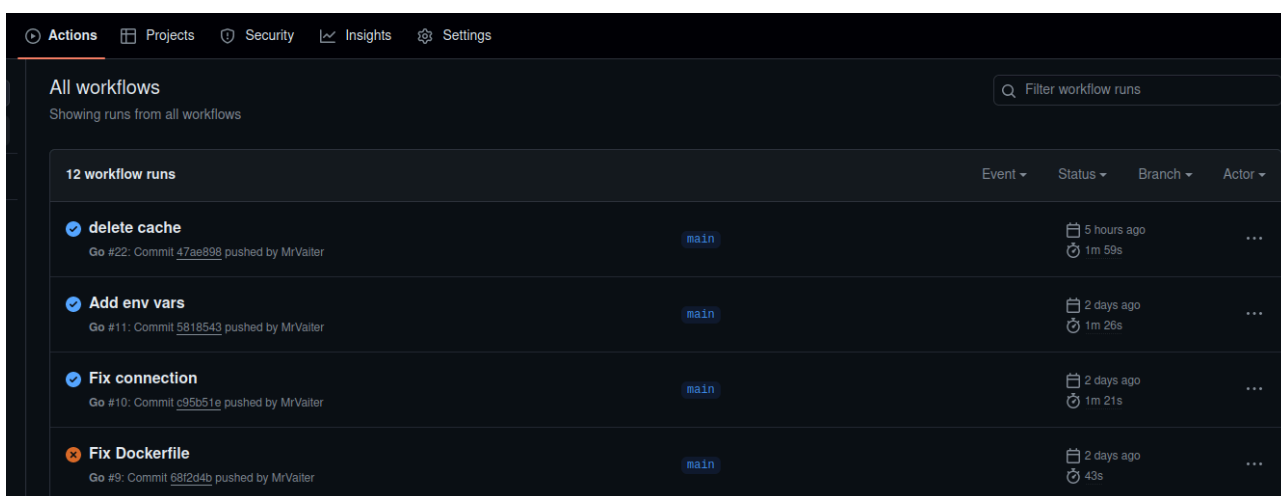 Actions Projects Security Insights Settings
All workflows
Filter workflow runs
Showing runs from all workflows
12 workflow runs Event Status Branch Actor
delete cache
Go #22: Commit 47ae898 pushed by MrVaiter
main
5 hours ago
1m 59s
Add env vars
Go #11: Commit 5818543 pushed by MrVaiter
main
2 days ago
1m 26s
Fix connection
Go #10: Commit c95b51e pushed by MrVaiter
main
2 days ago
1m 21s
Fix Dockerfile
Go #9: Commit 68f2d4b pushed by MrVaiter
main
2 days ago
43s